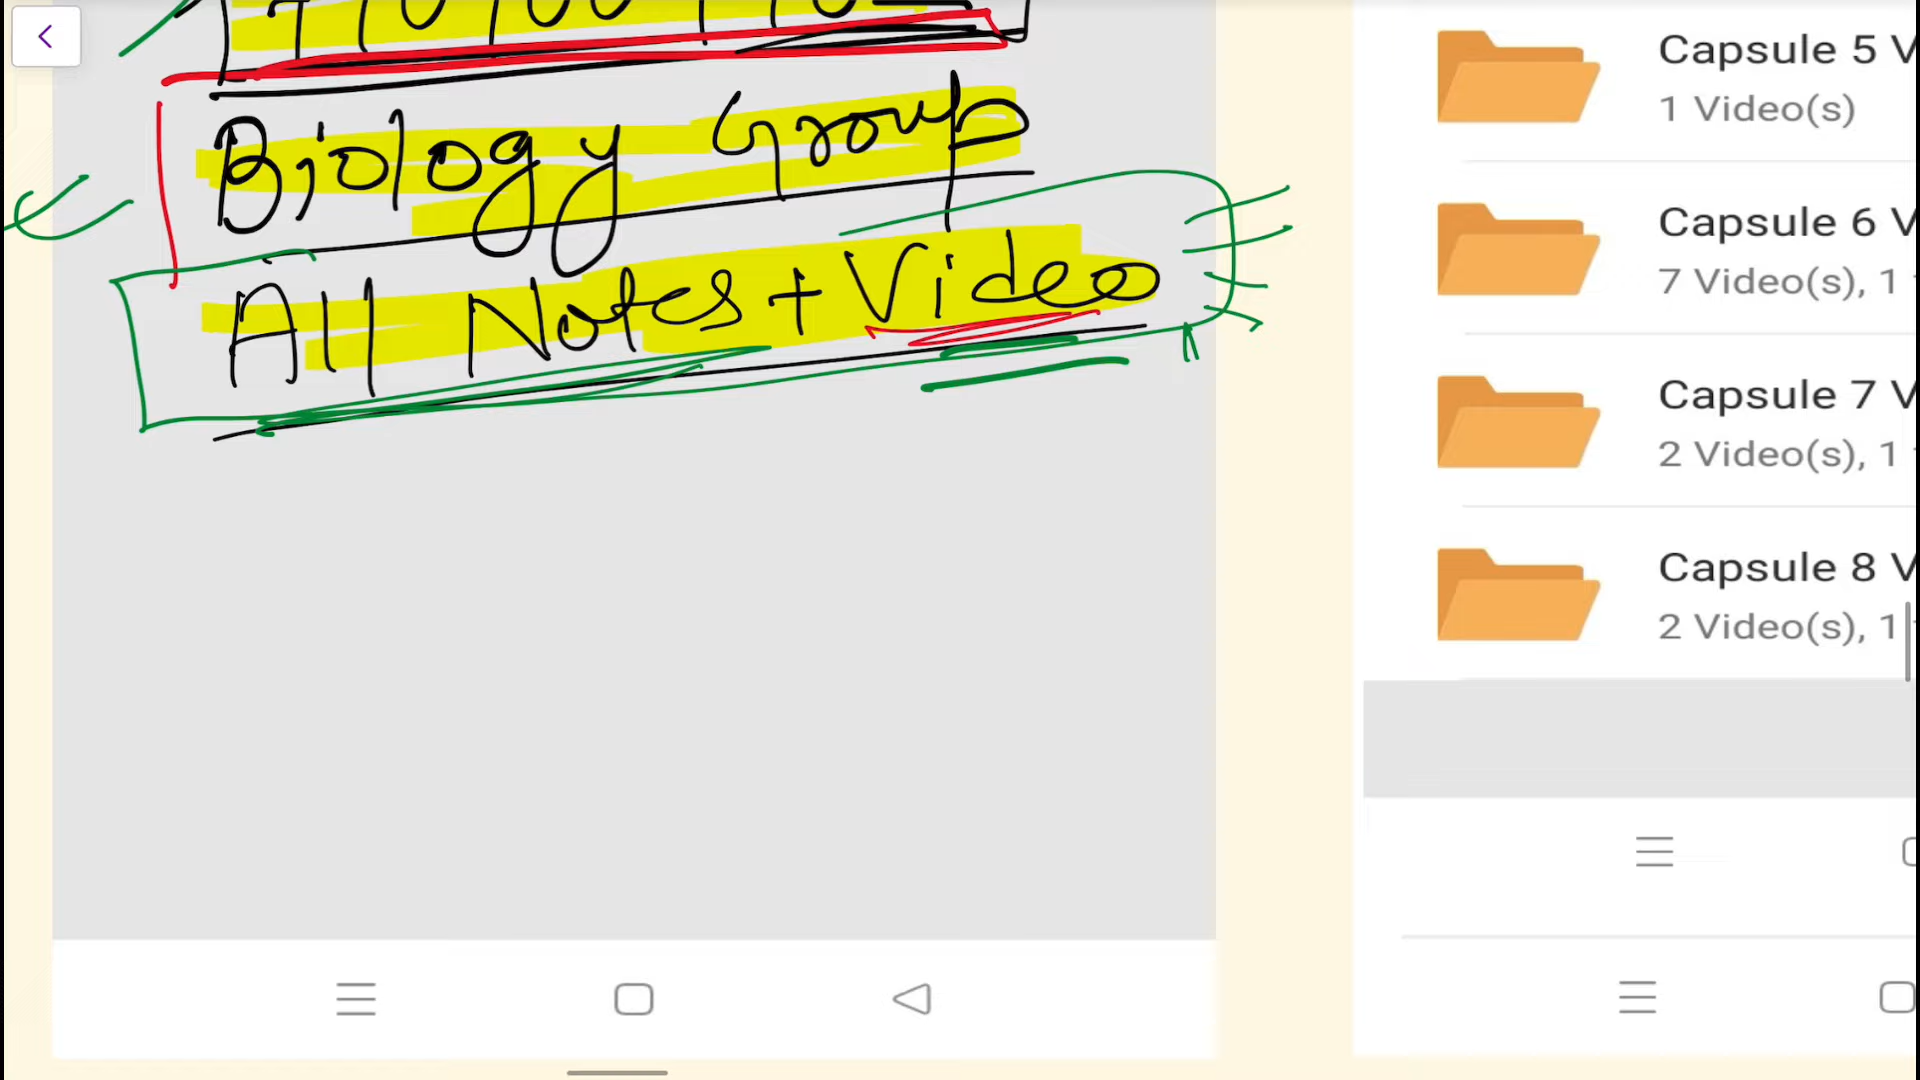 Biology Group
All Notes + Video
Capsule 5 V
1 Video(s)
Capsule 6 V
7 Video(s), 1
Capsule 7 V
2 Video(s), 1
Capsule 8 V
2 Video(s), 1